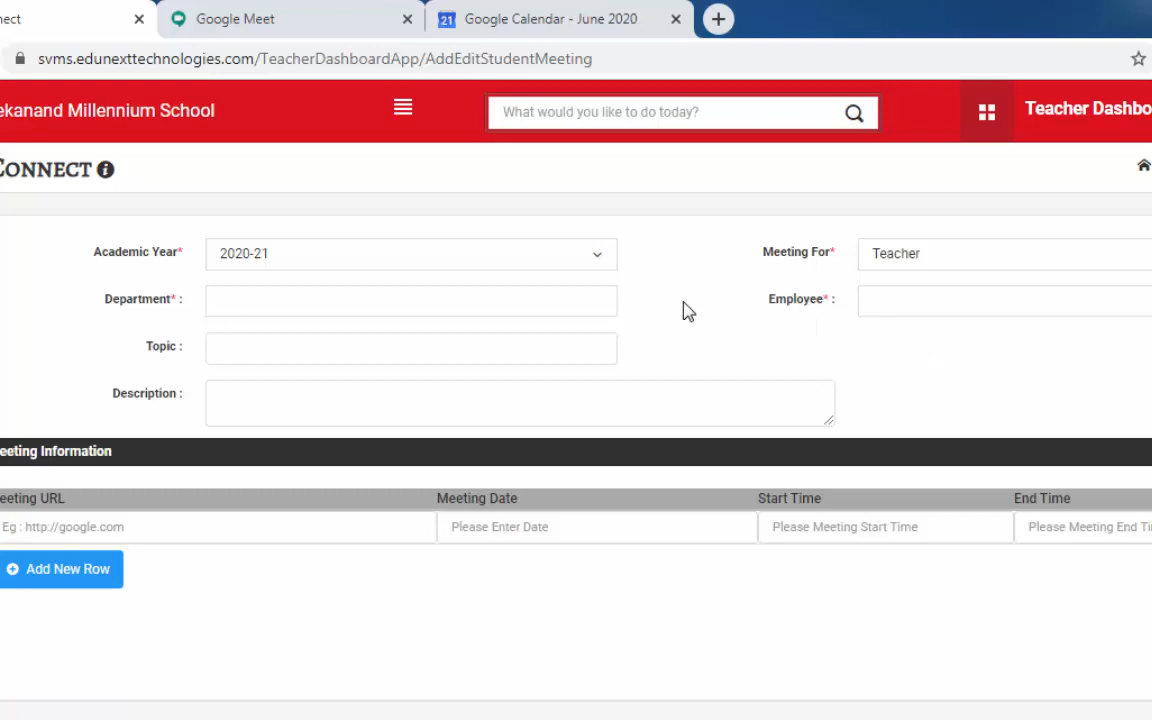 nect
Google Meet
21 Google Calendar - June 2020
svms.edunexttechnologies.com/TeacherDashboardApp/AddEditStudentMeeting
ekanand Millennium School
What would you like to do today?
Teacher Dashbo
CONNECT
Academic Year*
2020-21
Meeting For*
Teacher
Department* :
Employee* :
Topic :
Description :
eeting Information
eeting URL
Meeting Date
Start Time
End Time
Eg : http://google.com
Please Enter Date
Please Meeting Start Time
Please Meeting End Ti
Add New Row